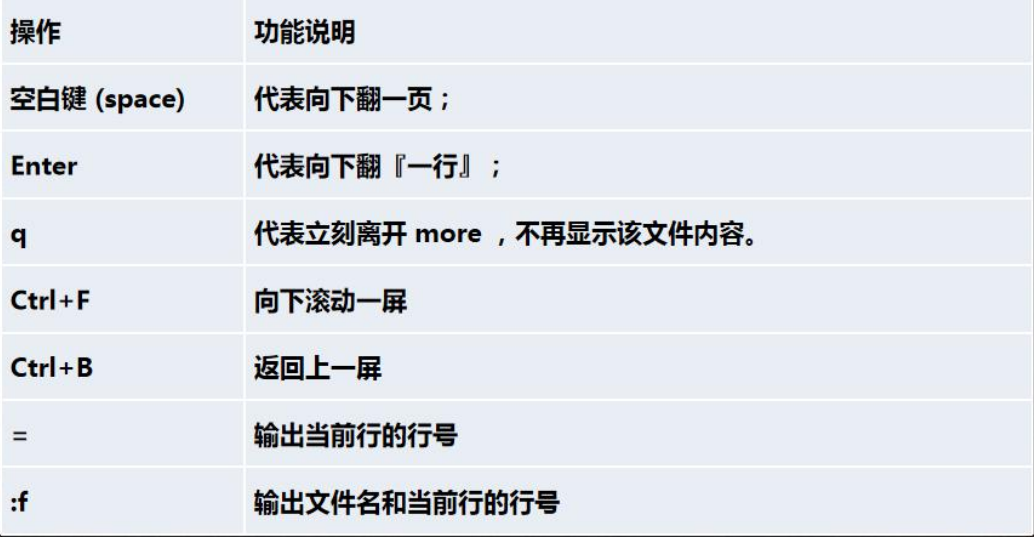 操作 功能说明
空白键 (space) 代表向下翻一页；
Enter 代表向下翻『一行』；
q 代表立刻离开 more ，不再显示该文件内容。
Ctrl+F 向下滚动一屏
Ctrl+B 返回上一屏
= 输出当前行的行号
:f 输出文件名和当前行的行号